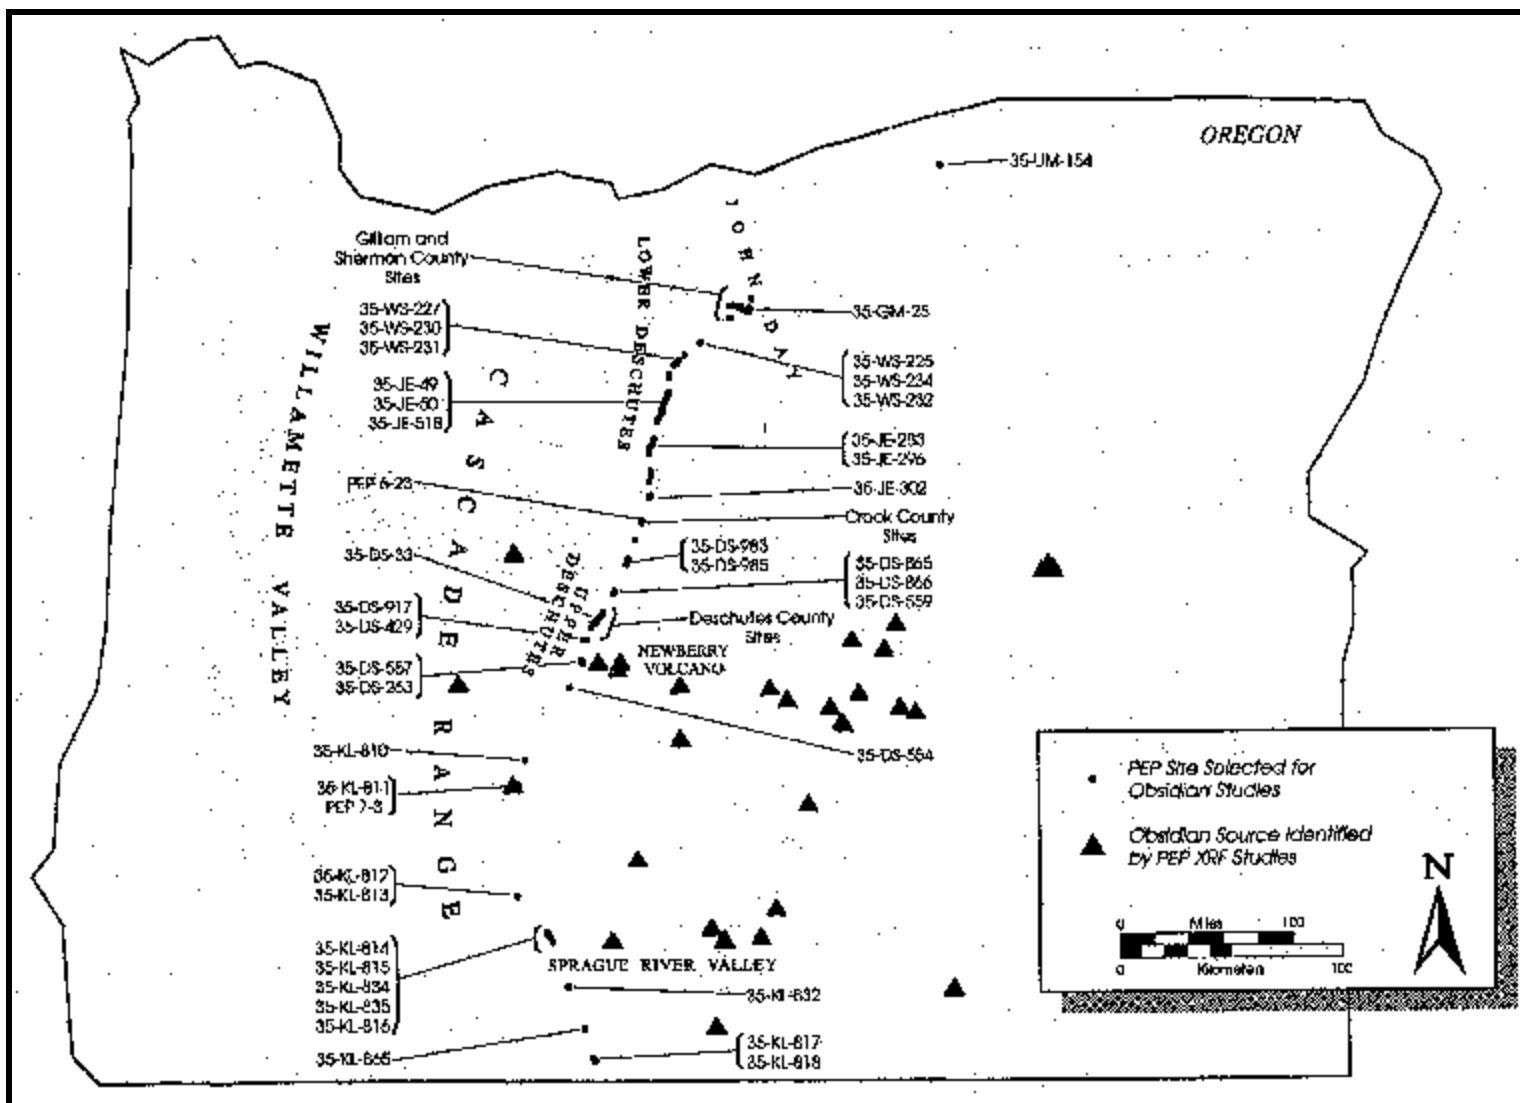 OREGON
35-UM-154
JOHN DAY
Gilliam and
Sherman County
Sites
LOWER DESCHUTES
35-WS-227
35-WS-230
35-WS-231
35-GM-25
35-WS-225
35-WS-234
35-WS-232
WILLAMETTE VALLEY
CASCADE RANGE
35-JE-49
35-JE-50
35-JE-51B
35-JE-283
35-JE-296
PEP 6-23
35-JE-302
Crook County
Sites
35-DS-33
35-DS-983
35-DS-985
UPPER
DESCHUTES
35-DS-865
35-DS-866
35-DS-559
35-DS-917
35-DS-429
Deschutes County
Sites
NEWBERRY
VOLCANO
35-DS-557
35-DS-263
35-DS-554
35-KL-810
35-KL-811
PEP 7-3
35-KL-812
35-KL-813
35-KL-814
35-KL-815
35-KL-834
35-KL-835
35-KL-816
SPRAGUE RIVER VALLEY
35-KL-832
35-KL-865
35-KL-817
35-KL-818
PEP Site Selected for
Obsidian Studies
Obsidian Source Identified
by PEP XRF Studies
N
0 Miles 100
0 Kilometers 100